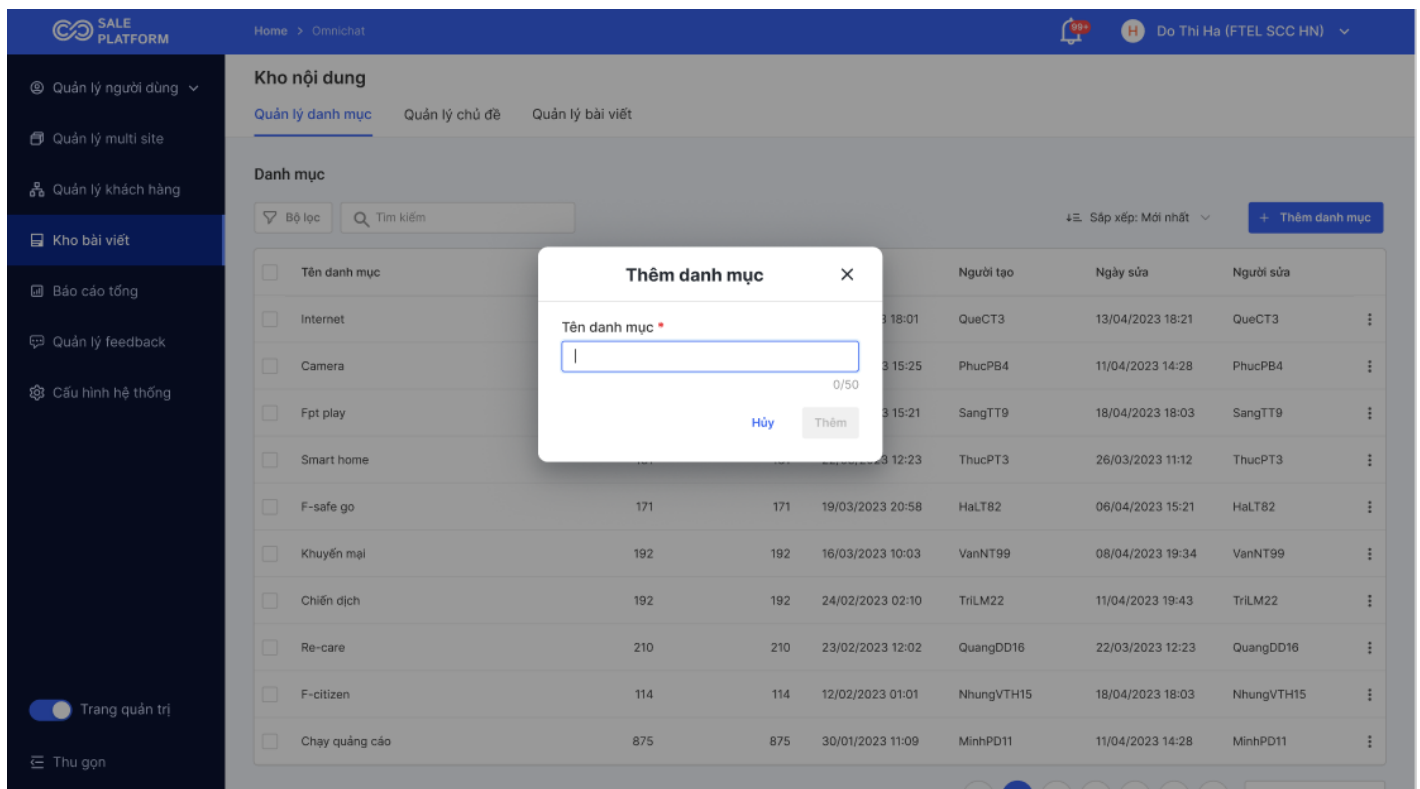 SALE
PLATFORM
Home > Omnichat
99+
H
Do Thi Ha (FTEL SCC HN)
Quản lý người dùng
Quản lý multi site
Quản lý khách hàng
Kho bài viết
Báo cáo tổng
Quản lý feedback
Cấu hình hệ thống
Trang quản trị
Thu gọn
Kho nội dung
Quản lý danh mục Quản lý chủ đề Quản lý bài viết
Danh mục
Bộ lọc Tìm kiếm Sắp xếp: Mới nhất + Thêm danh mục
Tên danh mục Người tạo Ngày sửa Người sửa
Internet 18:01 QueCT3 13/04/2023 18:21 QueCT3
Camera 15:25 PhucPB4 11/04/2023 14:28 PhucPB4
Fpt play 15:21 SangTT9 18/04/2023 18:03 SangTT9
Smart home 12:23 ThucPT3 26/03/2023 11:12 ThucPT3
F-safe go 171 171 19/03/2023 20:58 HaLT82 06/04/2023 15:21 HaLT82
Khuyến mại 192 192 16/03/2023 10:03 VanNT99 08/04/2023 19:34 VanNT99
Chiến dịch 192 192 24/02/2023 02:10 TriLM22 11/04/2023 19:43 TriLM22
Re-care 210 210 23/02/2023 12:02 QuangDD16 22/03/2023 12:23 QuangDD16
F-citizen 114 114 12/02/2023 01:01 NhungVTH15 18/04/2023 18:03 NhungVTH15
Chạy quảng cáo 875 875 30/01/2023 11:09 MinhPD11 11/04/2023 14:28 MinhPD11
Thêm danh mục
Tên danh mục *
0/50
Hủy Thêm